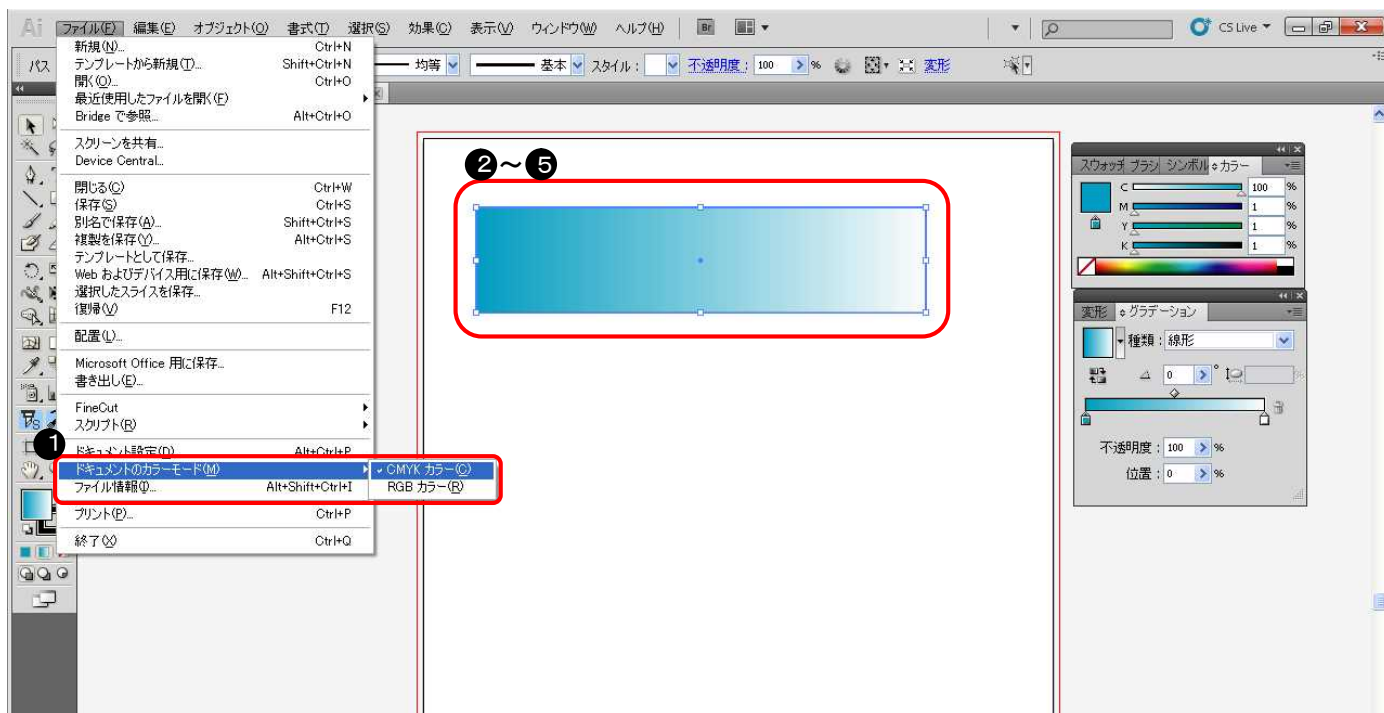 Ai ファイル(F) 編集(E) オブジェクト(O) 書式(T) 選択(S) 効果(C) 表示(V) ウィンドウ(W) ヘルプ(H) Br CS Live
パス 均等 基本 スタイル : 不透明度 : 100 % 変形
新規(N)... Ctrl+N
テンプレートから新規(T)... Shift+Ctrl+N
開く(O)... Ctrl+O
最近使用したファイルを開く(F)
Bridge で参照... Alt+Ctrl+O
スクリーンを共有...
Device Central...
閉じる(C) Ctrl+W
保存(S) Ctrl+S
別名で保存(A)... Shift+Ctrl+S
複製を保存(Y)... Alt+Ctrl+S
テンプレートとして保存...
Web およびデバイス用に保存(W)... Alt+Shift+Ctrl+S
選択したスライスを保存...
復帰(V) F12
配置(L)...
Microsoft Office 用に保存...
書き出し(E)...
FineCut
スクリプト(R)
❶
ドキュメント設定(D)... Alt+Ctrl+P
ドキュメントのカラーモード(M) CMYK カラー(C)
ファイル情報(I)... Alt+Shift+Ctrl+I RGB カラー(R)
プリント(P)... Ctrl+P
終了(X) Ctrl+Q
❷～❺
スウォッチ ブラシ シンボル カラー
C 100 %
M 1 %
Y 1 %
K 1 %
変形 グラデーション
種類 : 線形
0 °
不透明度 : 100 %
位置 : 0 %